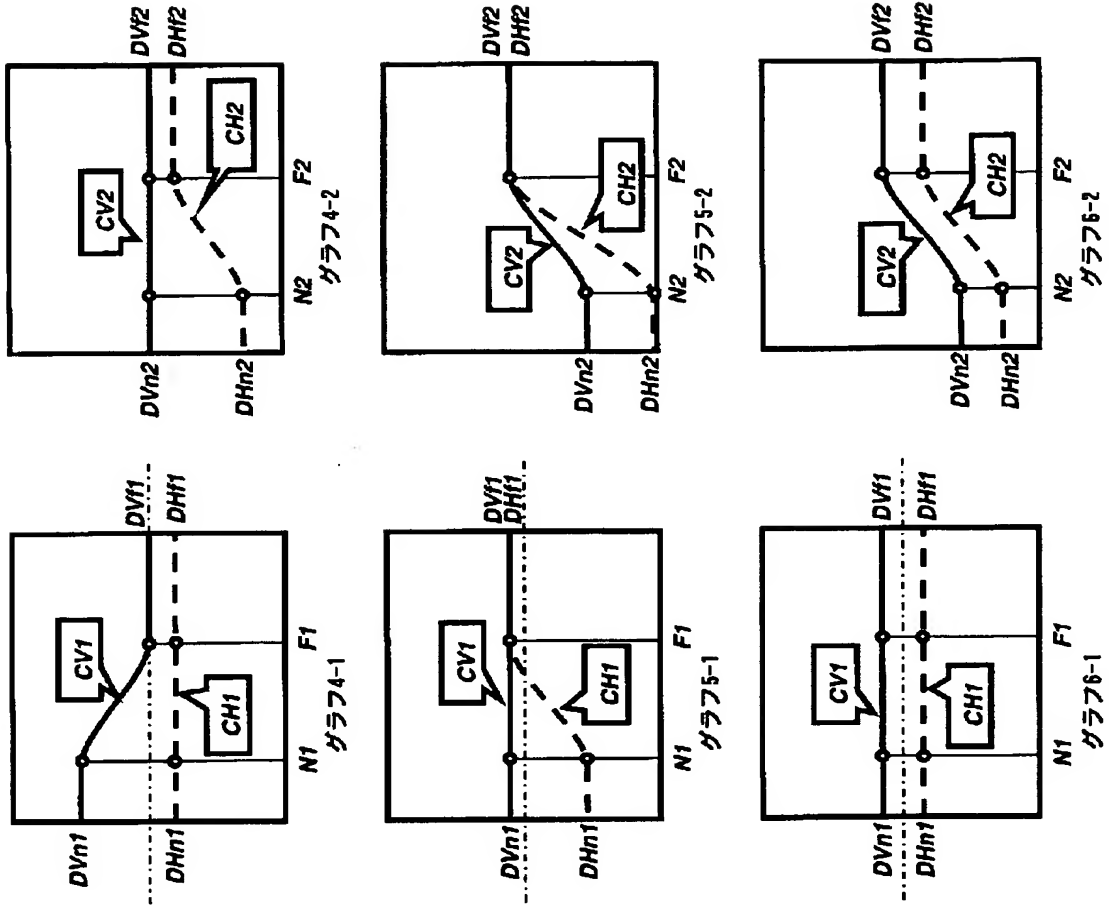 DVn1
CV1
DVf1
DHn1
CH1
DHf1
N1
F1
グラフ4-1
CV2
DVn2
DVf2
DHf2
CH2
DHn2
N2
F2
グラフ4-2
CV1
DVn1
DVf1
DHf1
CH1
DHn1
N1
F1
グラフ5-1
DVf2
DHf2
CV2
CH2
DVn2
DHn2
N2
F2
グラフ5-2
CV1
DVn1
DVf1
DHn1
CH1
DHf1
N1
F1
グラフ6-1
DVf2
DHf2
CV2
CH2
DVn2
DHn2
N2
F2
グラフ6-2